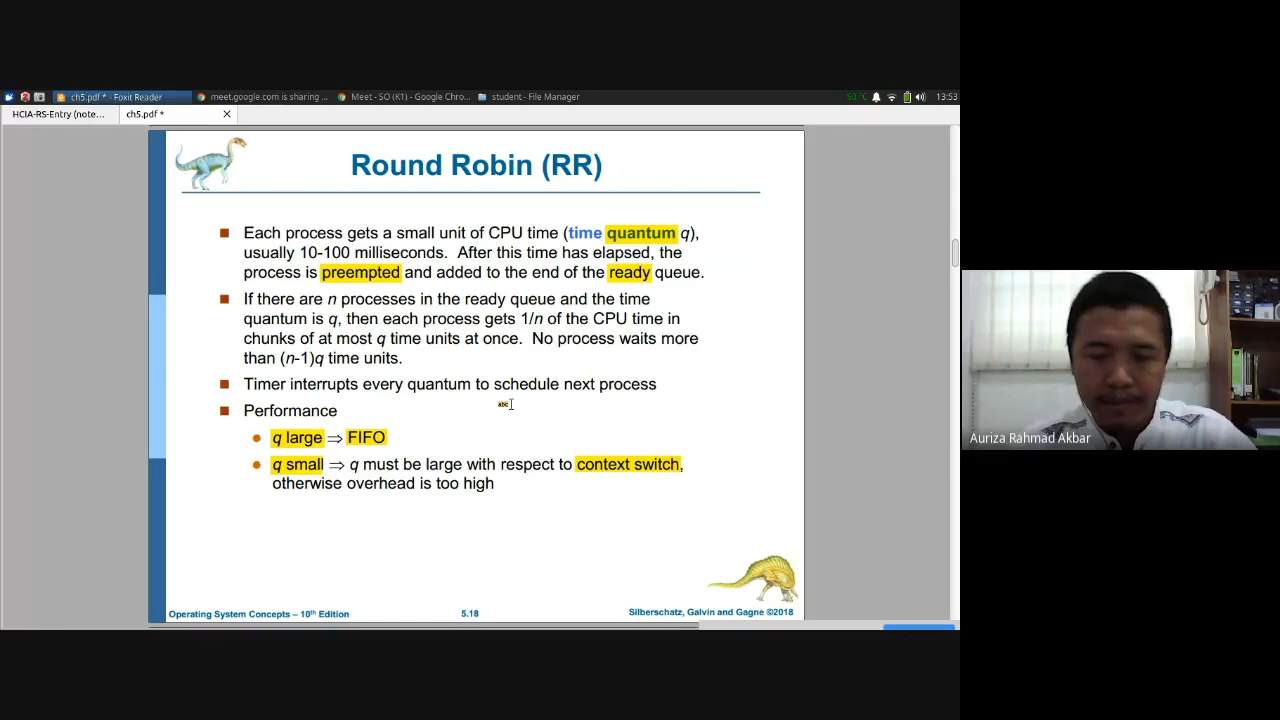 ch5.pdf * - Foxit Reader
meet.google.com is sharing ...
Meet - SO (K1) - Google Chro...
student - File Manager
50 °C
13:53
HCIA-RS-Entry (note...
ch5.pdf *
Round Robin (RR)
Each process gets a small unit of CPU time (time quantum q),
usually 10-100 milliseconds. After this time has elapsed, the
process is preempted and added to the end of the ready queue.
If there are n processes in the ready queue and the time
quantum is q, then each process gets 1/n of the CPU time in
chunks of at most q time units at once. No process waits more
than (n-1)q time units.
Timer interrupts every quantum to schedule next process
abc
Performance
q large ⇒ FIFO
q small ⇒ q must be large with respect to context switch,
otherwise overhead is too high
Operating System Concepts – 10th Edition
5.18
Silberschatz, Galvin and Gagne ©2018
Auriza Rahmad Akbar